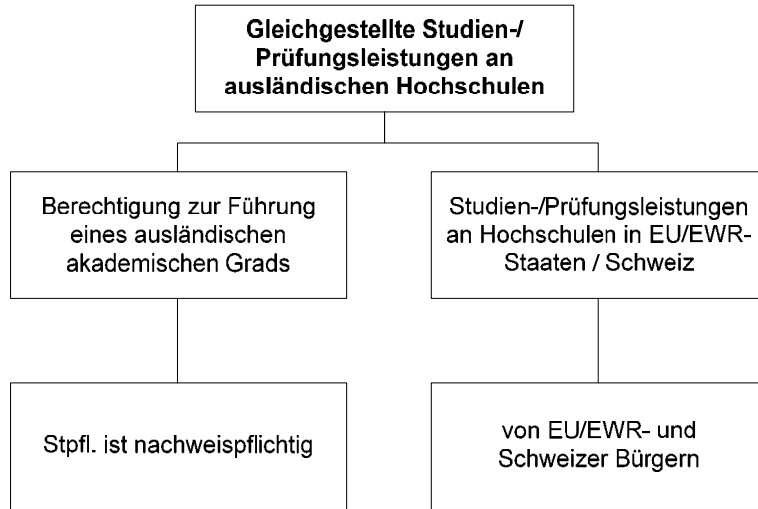 Gleichgestellte Studien-/
Prüfungsleistungen an
ausländischen Hochschulen
Berechtigung zur Führung
eines ausländischen
akademischen Grads
Studien-/Prüfungsleistungen
an Hochschulen in EU/EWR-
Staaten / Schweiz
Stpfl. ist nachweispflichtig
von EU/EWR- und
Schweizer Bürgern